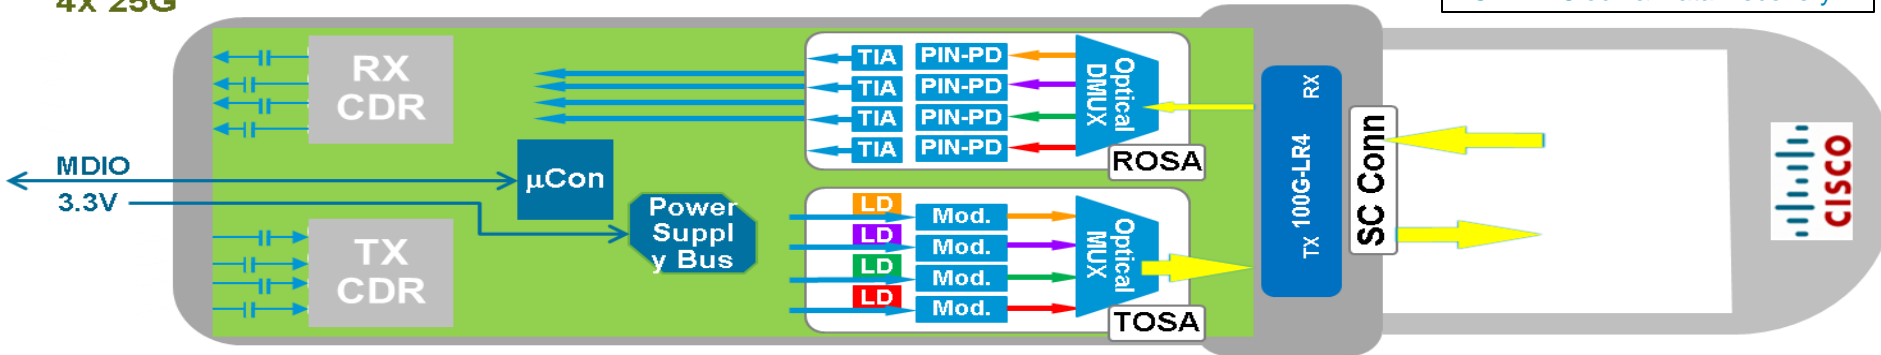 4x 25G
RX
CDR
MDIO
3.3V
TX
CDR
µCon
Power
Suppl
y Bus
TIA
PIN-PD
TIA
PIN-PD
TIA
PIN-PD
TIA
PIN-PD
Optical
DMUX
ROSA
LD
Mod.
LD
Mod.
LD
Mod.
LD
Mod.
Optical
MUX
TOSA
RX
100G-LR4
TX
SC Conn
CISCO